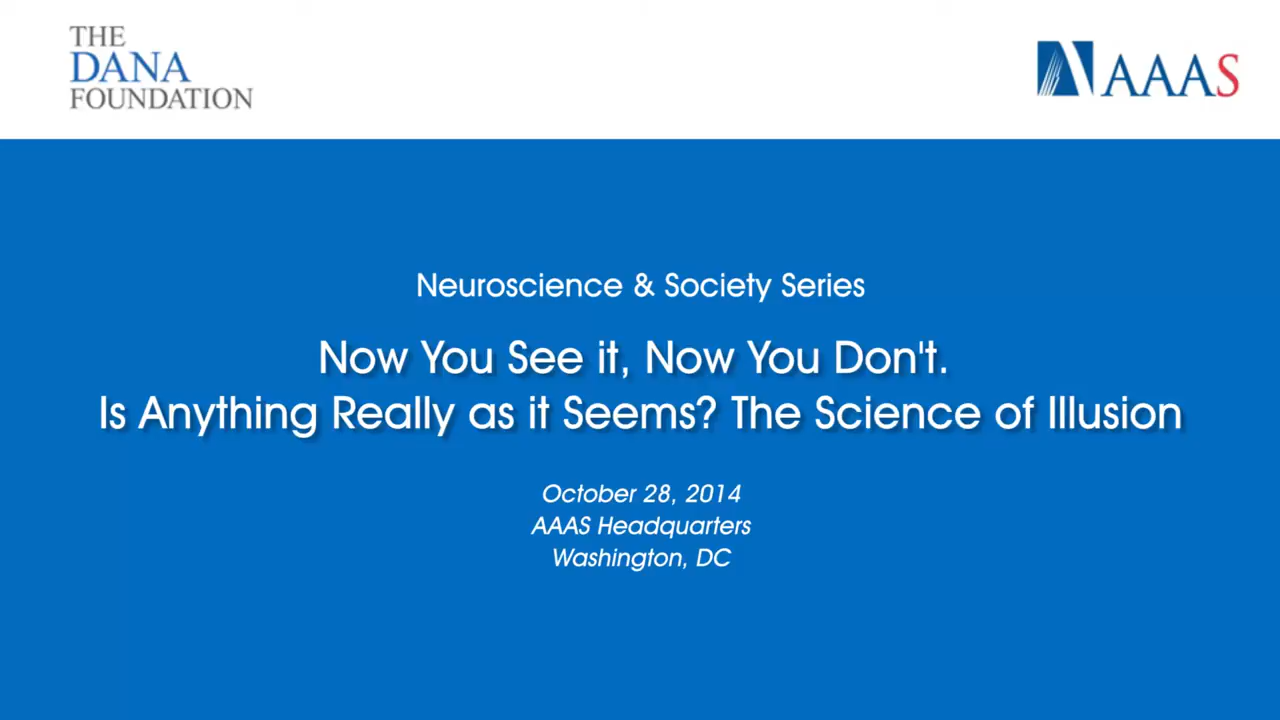 THE
DANA
FOUNDATION
AAAS
Neuroscience & Society Series
Now You See it, Now You Don't.
Is Anything Really as it Seems? The Science of Illusion
October 28, 2014
AAAS Headquarters
Washington, DC